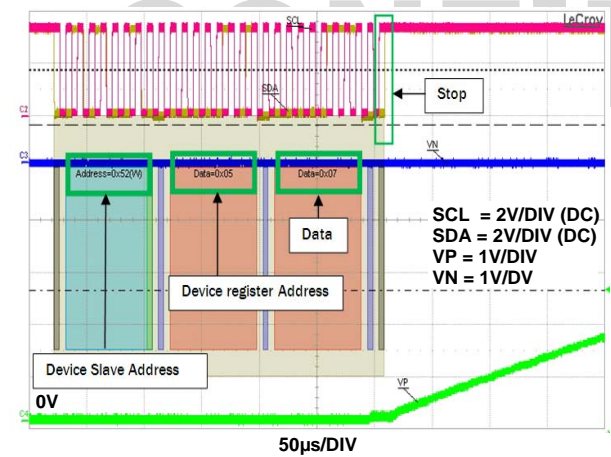 SCL
LeCroy
Stop
SDA
C2
C3
VN
Address=0x52(W)
Data=0x05
Data=0x07
SCL = 2V/DIV (DC)
SDA = 2V/DIV (DC)
VP = 1V/DIV
VN = 1V/DV
Data
Device register Address
Device Slave Address
VP
0V
C4
50µs/DIV